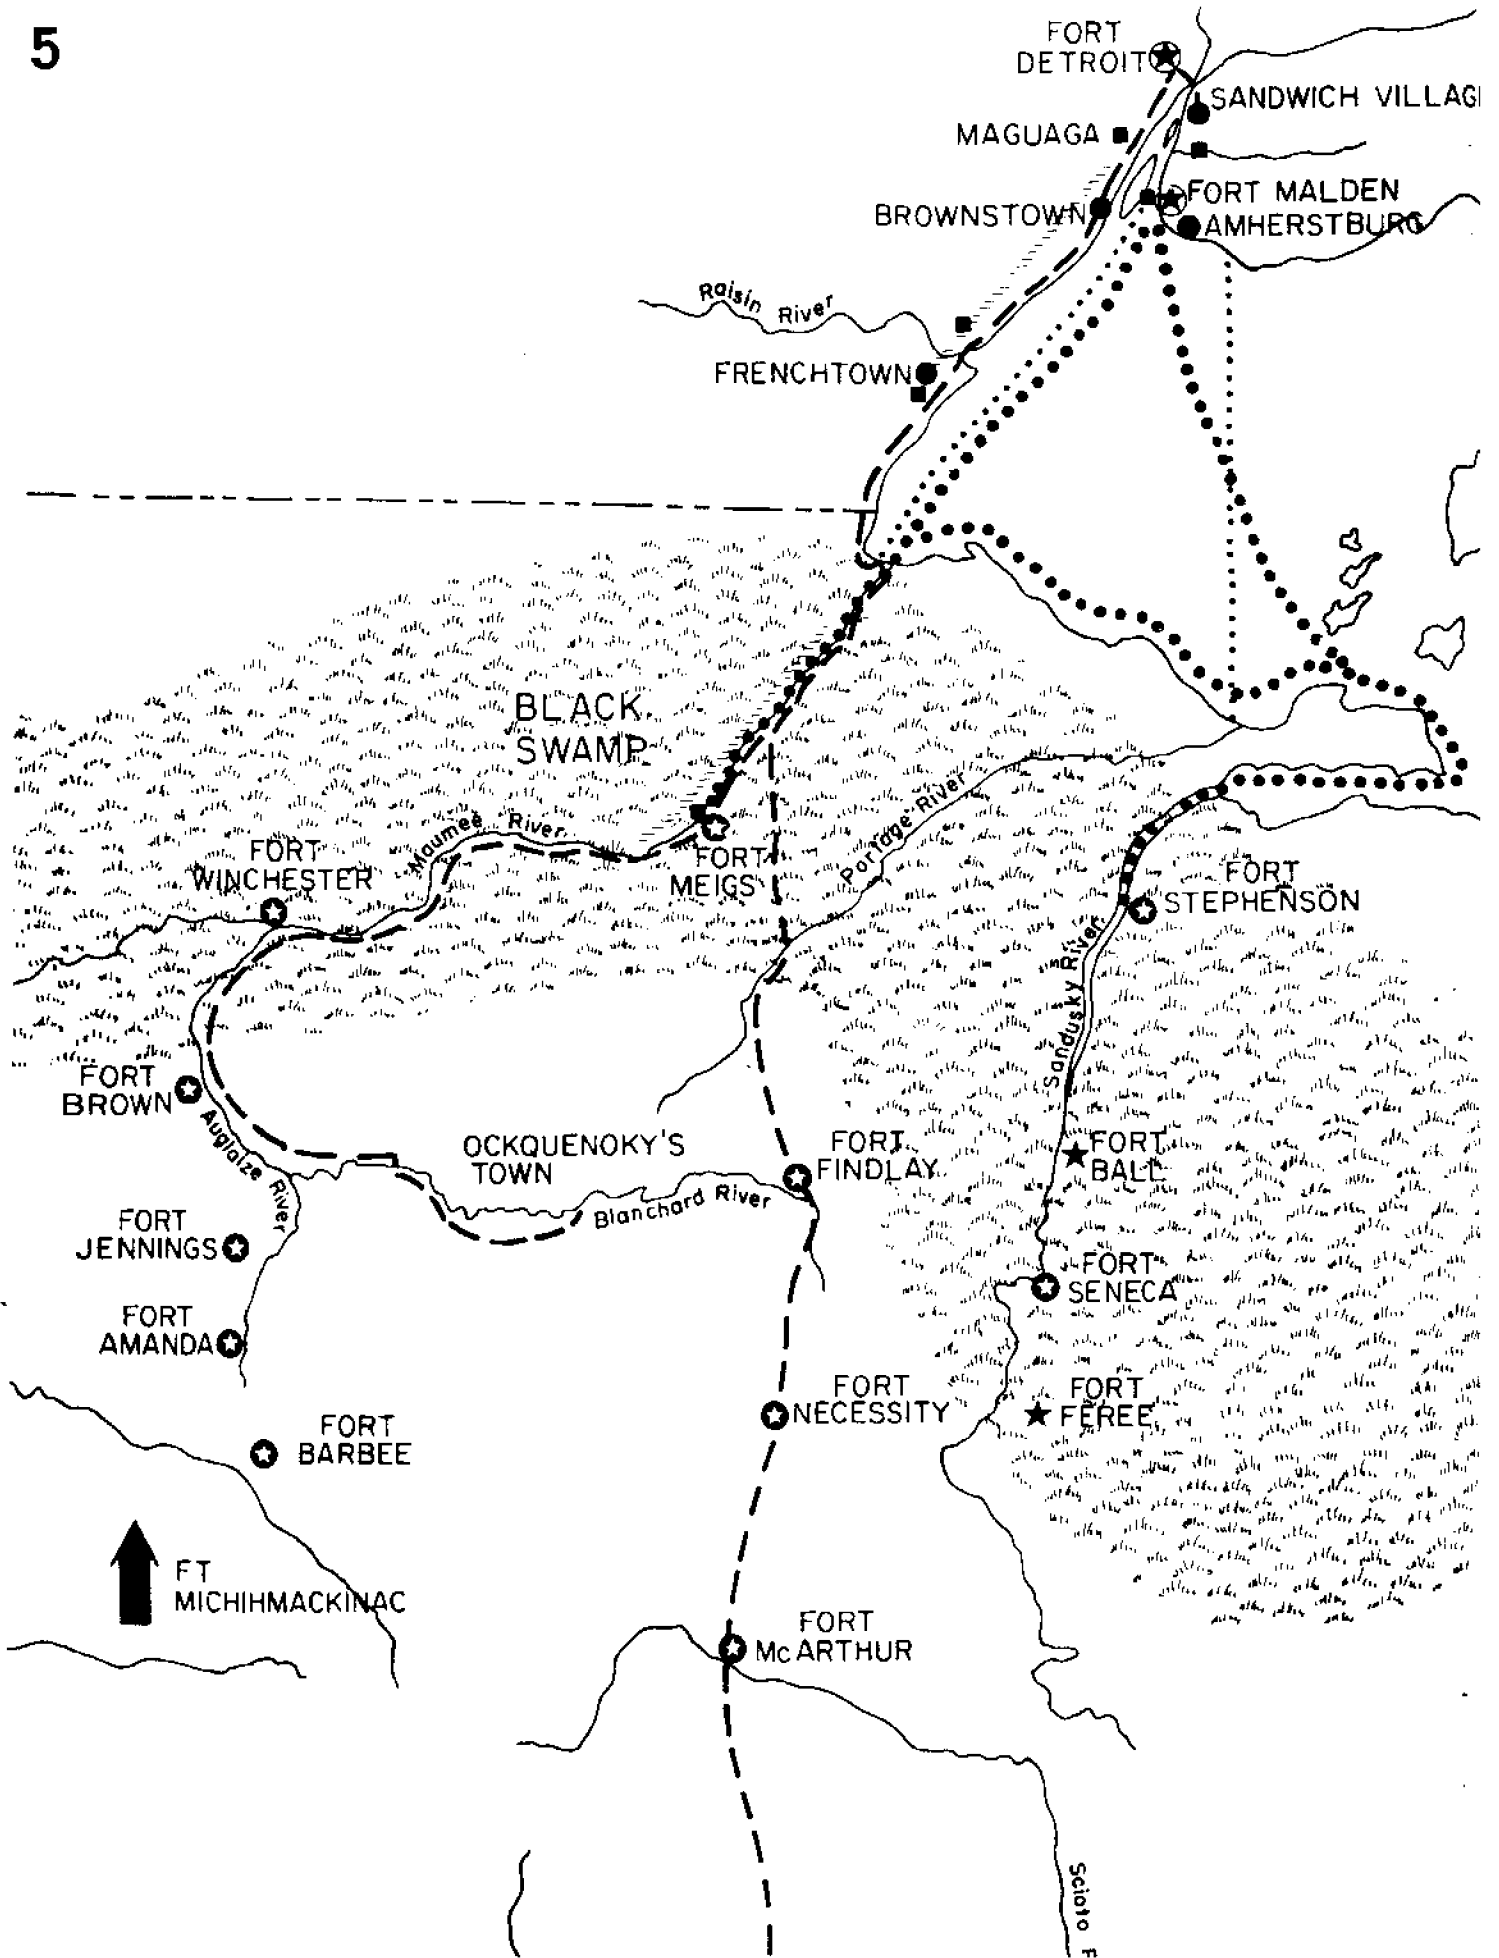 5
FORT
DETROIT
SANDWICH VILLAG
MAGUAGA
FORT MALDEN
BROWNSTOWN
AMHERSTBURG
Raisin River
FRENCHTOWN
BLACK
SWAMP
Maumee River
Portage River
FORT
WINCHESTER
FORT
MEIGS
FORT
STEPHENSON
Sandusky River
FORT
BROWN
Auglaize River
OCKQUENOKY'S
TOWN
FORT
FINDLAY
FORT
BALL
Blanchard River
FORT
JENNINGS
FORT
SENECA
FORT
AMANDA
FORT
NECESSITY
FORT
FEREE
FORT
BARBEE
FT
MICHIHMACKINAC
FORT
McARTHUR
Scioto